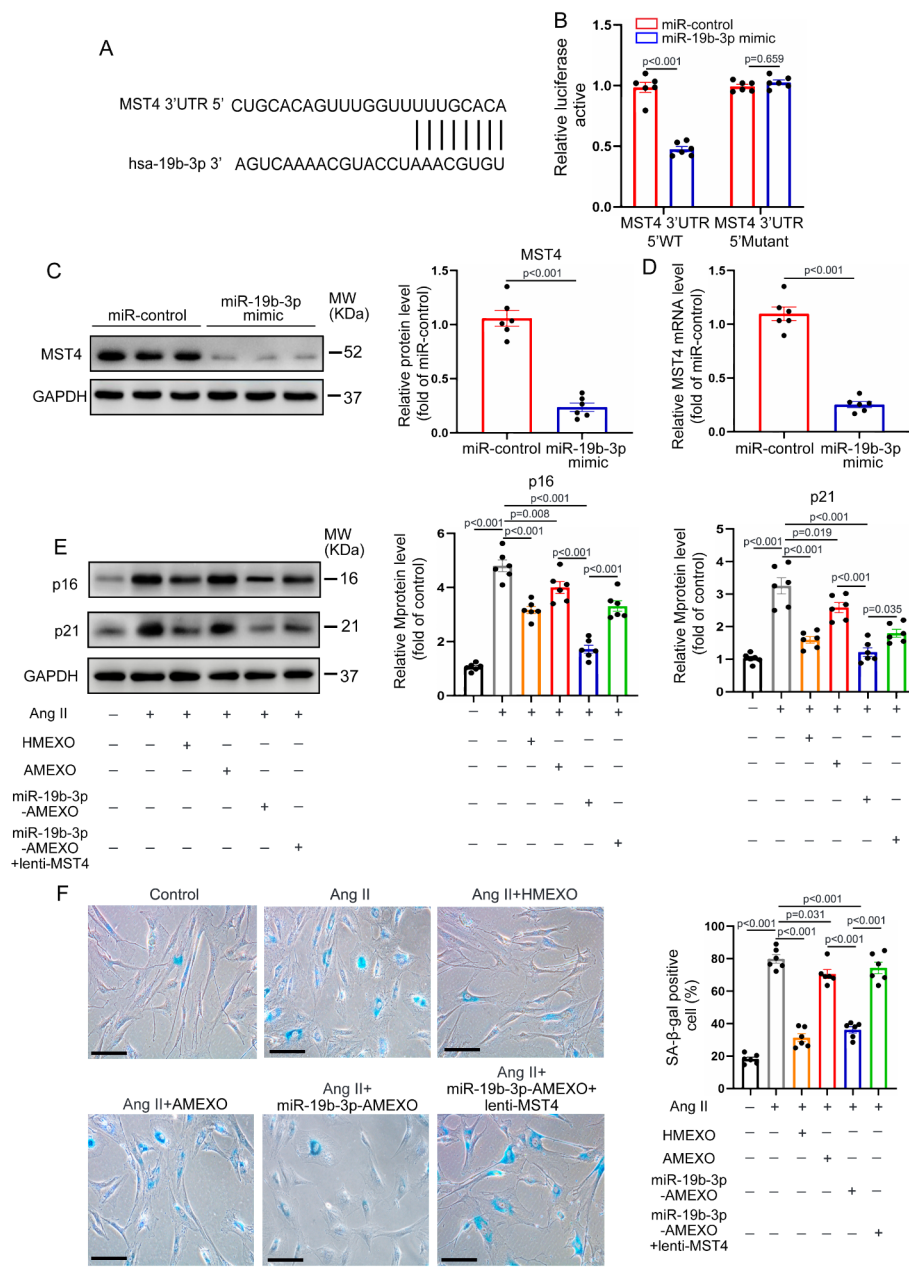 A
MST4 3’UTR 5’ CUGCACAGUUUGGUUUUUGCACA
hsa-19b-3p 3’ AGUCAAAACGUACCUAAACGUGU
B
miR-control
miR-19b-3p mimic
Relative luciferase
active
1.5
1.0
0.5
0.0
p<0.001
p=0.659
MST4 3’UTR
5’WT
MST4 3’UTR
5’Mutant
C
miR-control
miR-19b-3p
mimic
MW
(KDa)
MST4
52
GAPDH
37
MST4
Relative protein level
(fold of miR-control)
1.5
1.0
0.5
0.0
p<0.001
miR-control
miR-19b-3p
mimic
D
Relative MST4 mRNA level
(fold of miR-control)
1.5
1.0
0.5
0.0
p<0.001
miR-control
miR-19b-3p
mimic
E
MW
(KDa)
p16
16
p21
21
GAPDH
37
Ang II – + + + + +
HMEXO – – + – – –
AMEXO – – – + – –
miR-19b-3p
-AMEXO – – – – + –
miR-19b-3p
-AMEXO
+lenti-MST4 – – – – – +
p16
Relative Mprotein level
(fold of control)
6
4
2
0
p<0.001
p=0.008
p<0.001
p<0.001
p<0.001
p<0.001
– + + + + +
– – + – – –
– – – + – –
– – – – + –
– – – – – +
p21
Relative Mprotein level
(fold of control)
5
4
3
2
1
0
p<0.001
p=0.019
p<0.001
p<0.001
p<0.001
p=0.035
– + + + + +
– – + – – –
– – – + – –
– – – – + –
– – – – – +
F
Control
Ang II
Ang II+HMEXO
Ang II+AMEXO
Ang II+
miR-19b-3p-AMEXO
Ang II+
miR-19b-3p-AMEXO+
lenti-MST4
SA-β-gal positive
cell (%)
100
80
60
40
20
0
p<0.001
p=0.031
p<0.001
p<0.001
p<0.001
p<0.001
Ang II – + + + + +
HMEXO – – + – – –
AMEXO – – – + – –
miR-19b-3p
-AMEXO – – – – + –
miR-19b-3p
-AMEXO
+lenti-MST4 – – – – – +